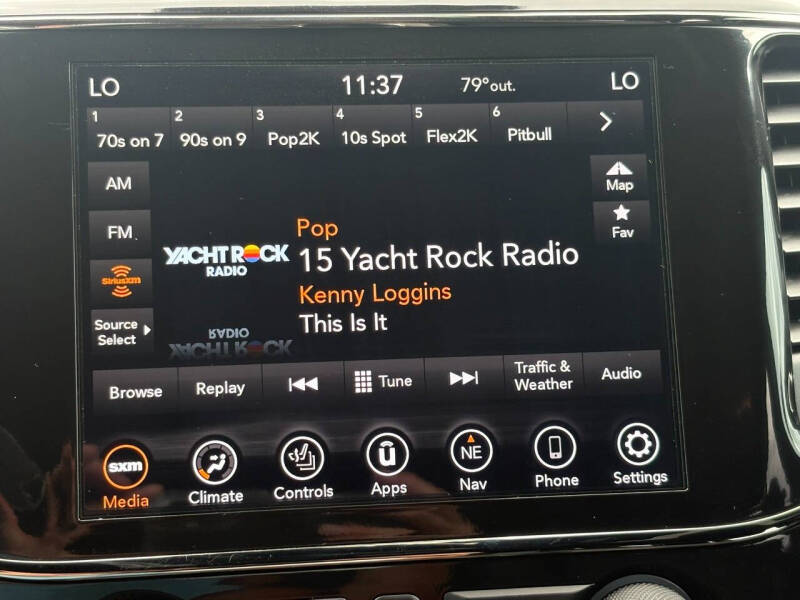 LO 11:37 79°out. LO
1 2 3 4 5 6
70s on 7 90s on 9 Pop2K 10s Spot Flex2K Pitbull
AM
Map
FM
Fav
SiriusXM
Source
Select
YACHT ROCK
RADIO
Pop
15 Yacht Rock Radio
Kenny Loggins
This Is It
RADIO
YACHT ROCK
Browse Replay Tune Traffic & Weather Audio
sxm NE
Media Climate Controls Apps Nav Phone Settings